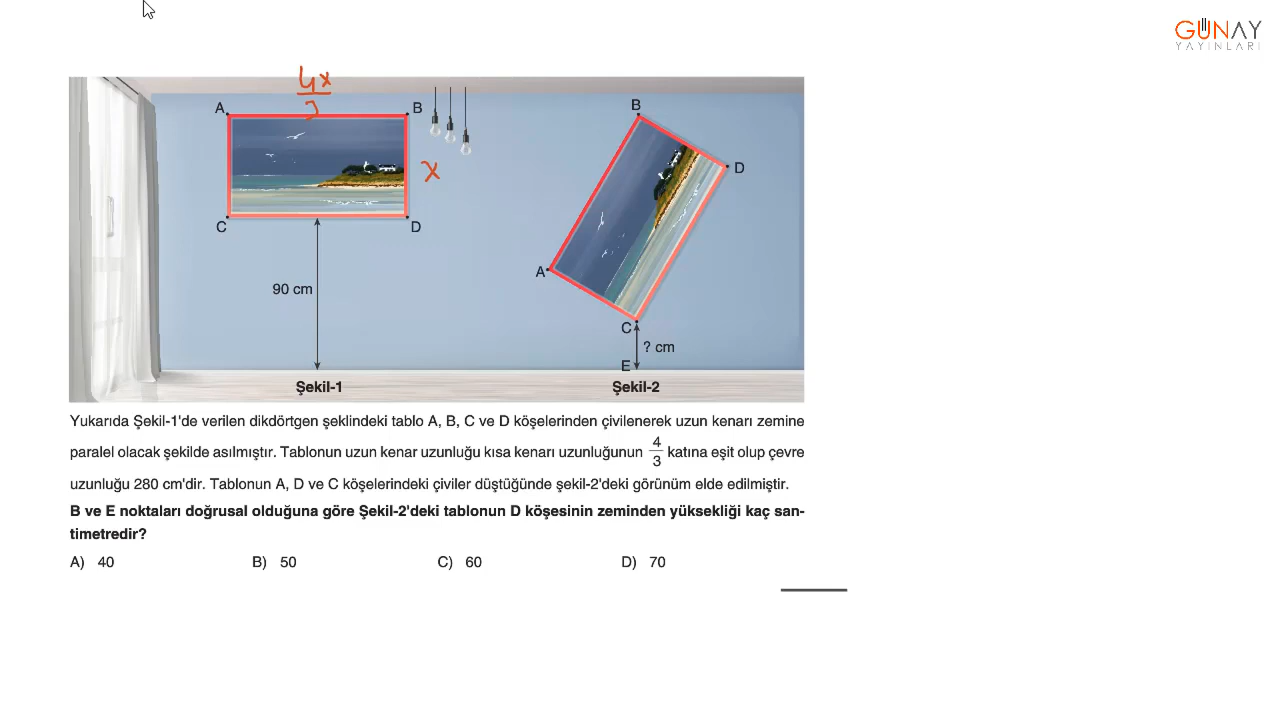 GÜNAY
YAYINLARI
4x
3
A
B
x
C
D
90 cm
Şekil-1
B
D
A
C
? cm
E
Şekil-2
Yukarıda Şekil-1'de verilen dikdörtgen şeklindeki tablo A, B, C ve D köşelerinden çivilenerek uzun kenarı zemine
paralel olacak şekilde asılmıştır. Tablonun uzun kenar uzunluğu kısa kenarı uzunluğunun 4/3 katına eşit olup çevre
uzunluğu 280 cm'dir. Tablonun A, D ve C köşelerindeki çiviler düştüğünde şekil-2'deki görünüm elde edilmiştir.
B ve E noktaları doğrusal olduğuna göre Şekil-2'deki tablonun D köşesinin zeminden yüksekliği kaç san-
timetredir?
A) 40 B) 50 C) 60 D) 70